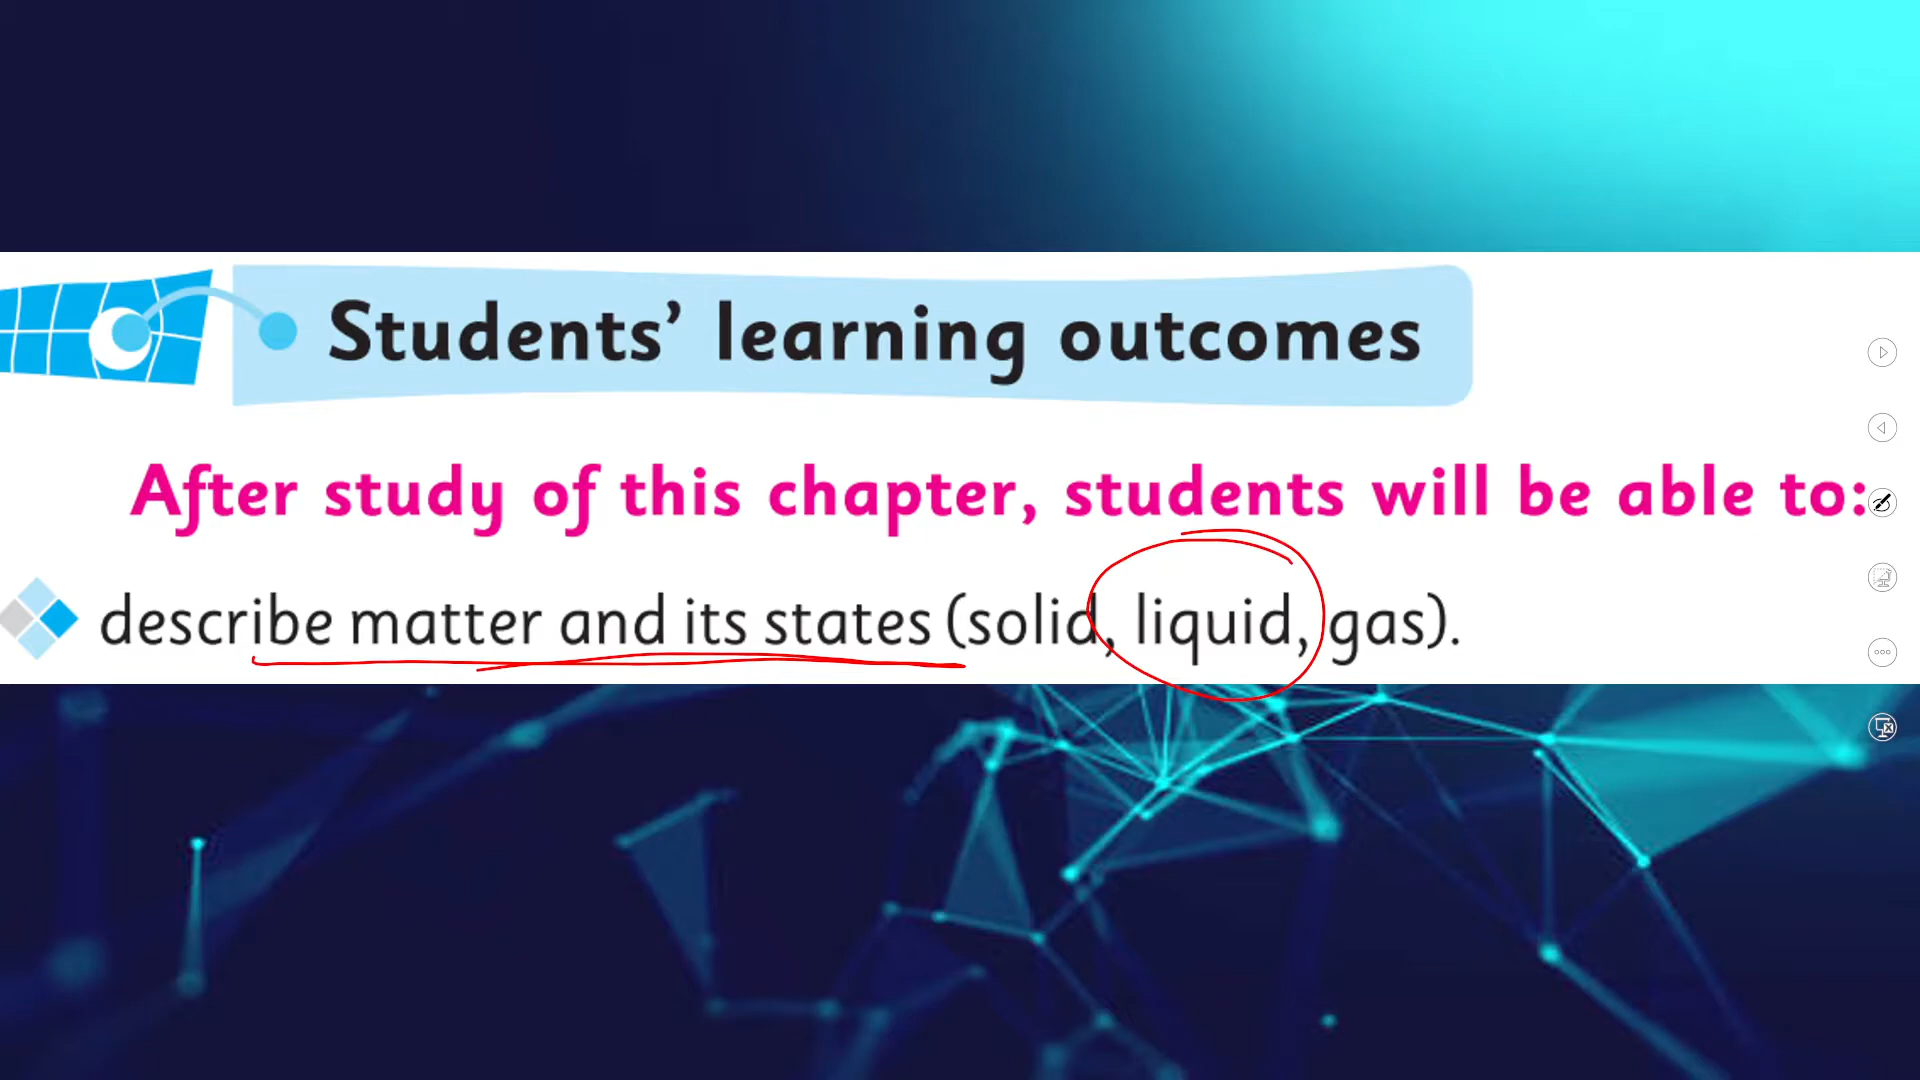 Students’ learning outcomes
After study of this chapter, students will be able to:
describe matter and its states (solid, liquid, gas).